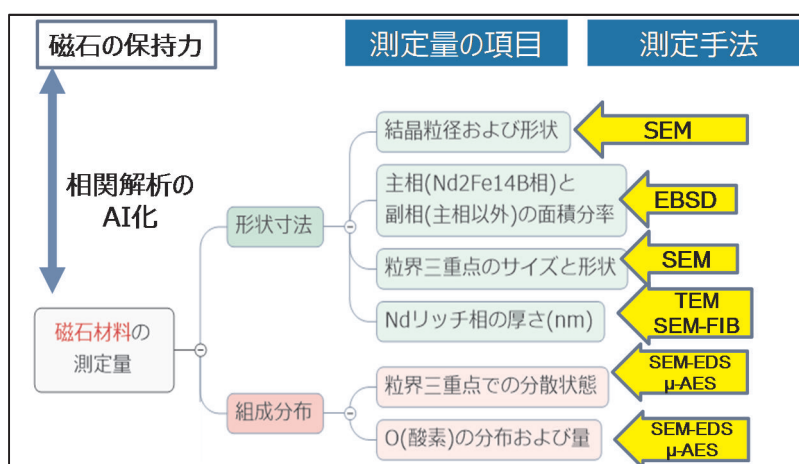 磁石の保持力
測定量の項目
測定手法
相関解析の
AI化
結晶粒径および形状
SEM
主相(Nd2Fe14B相)と
副相(主相以外)の面積分率
EBSD
形状寸法
粒界三重点のサイズと形状
SEM
Ndリッチ相の厚さ(nm)
TEM
SEM-FIB
磁石材料の
測定量
組成分布
粒界三重点での分散状態
SEM-EDS
μ-AES
O(酸素)の分布および量
SEM-EDS
μ-AES